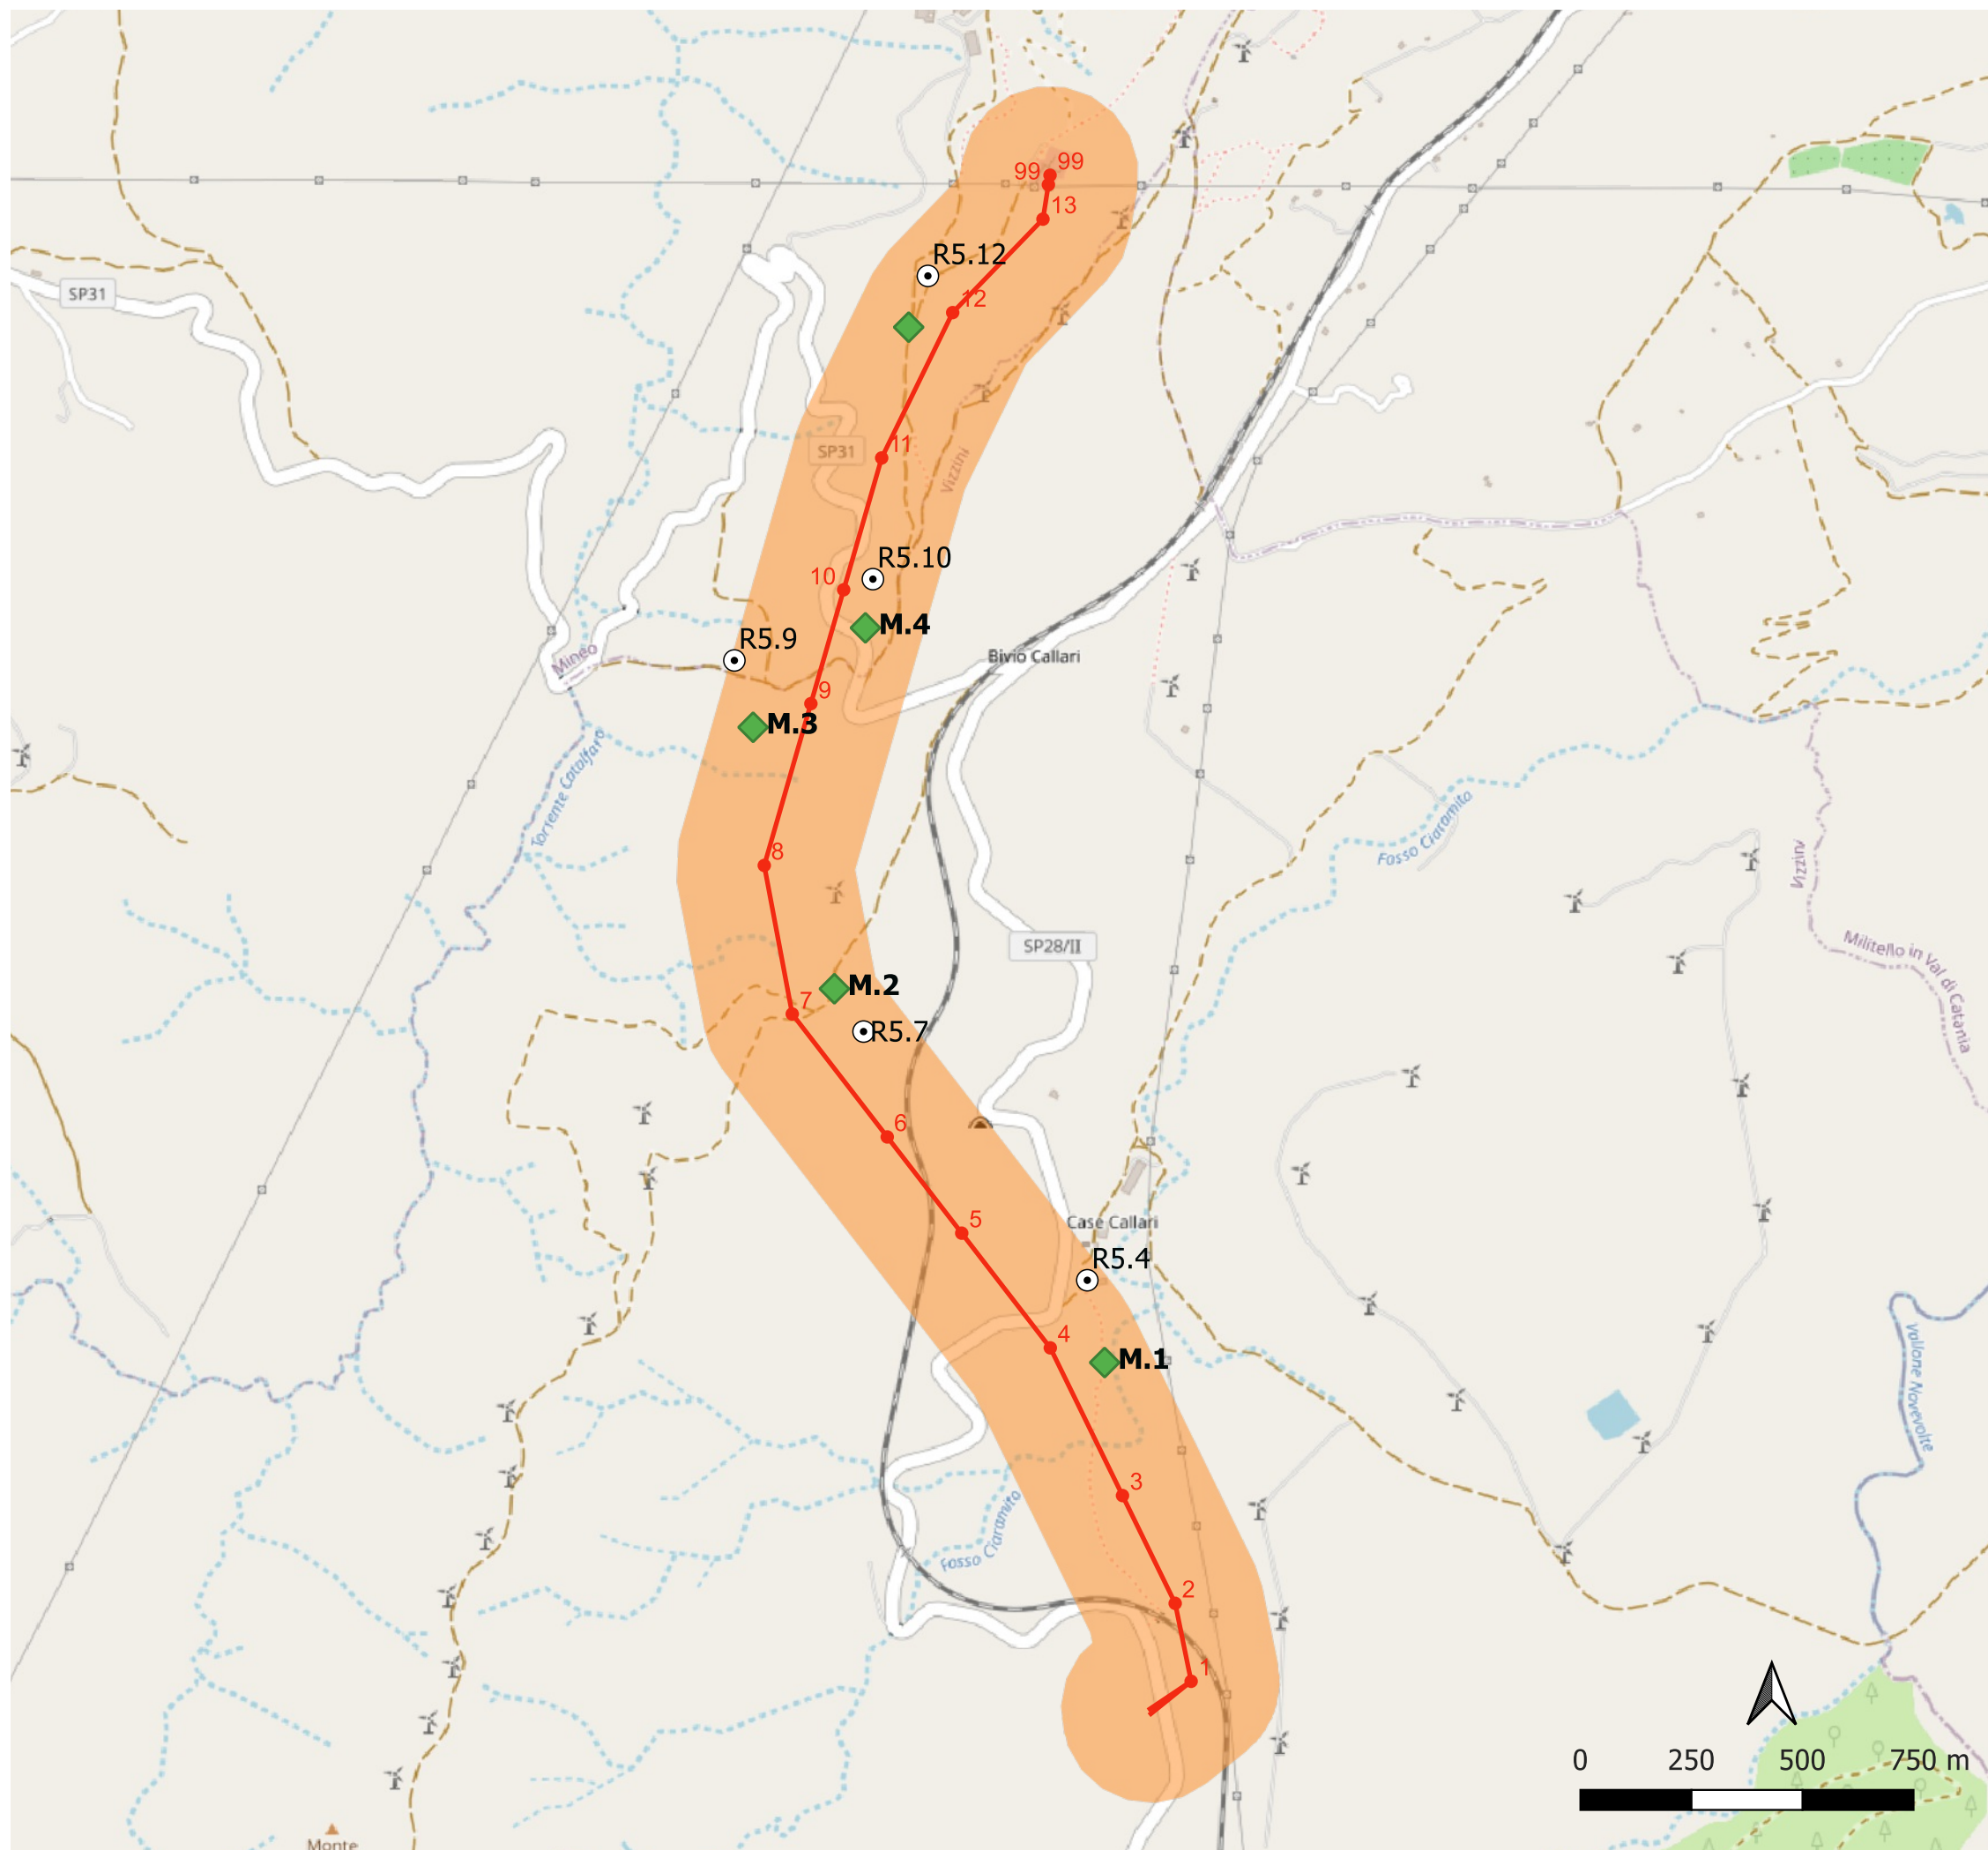 99
99
13
R5.12
SP31
12
11
SP31
Vizzini
R5.10
10
M.4
R5.9
Bivio Callari
Mineo
9
M.3
Torrente Catalfaro
Fosso Ciaramito
8
Vizzini
SP28/II
Militello in Val di Catania
M.2
7
R5.7
6
5
Case Callari
R5.4
4
M.1
Vallone Novevolte
3
Fosso Ciaramito
2
1
0 250 500 750 m
Monte